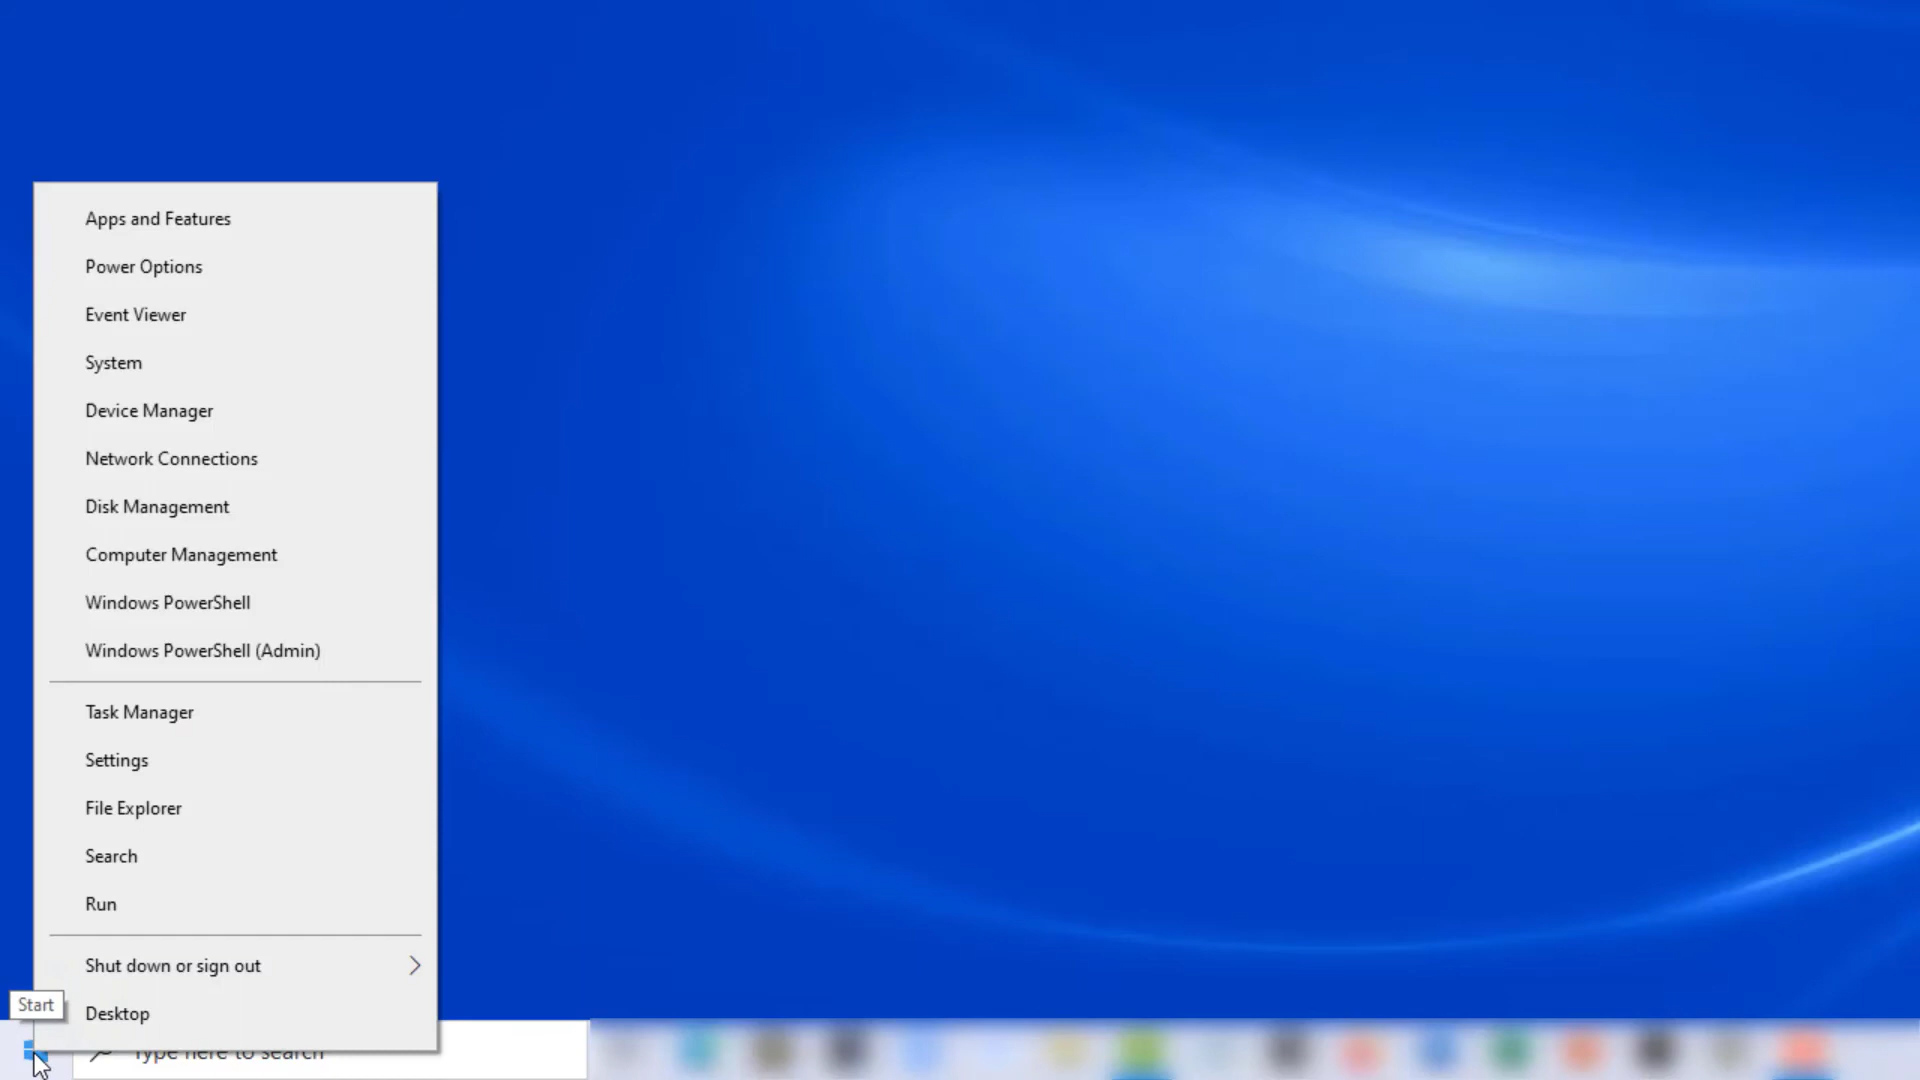 Apps and Features
Power Options
Event Viewer
System
Device Manager
Network Connections
Disk Management
Computer Management
Windows PowerShell
Windows PowerShell (Admin)
Task Manager
Settings
File Explorer
Search
Run
Shut down or sign out
Start
Desktop
Type here to search